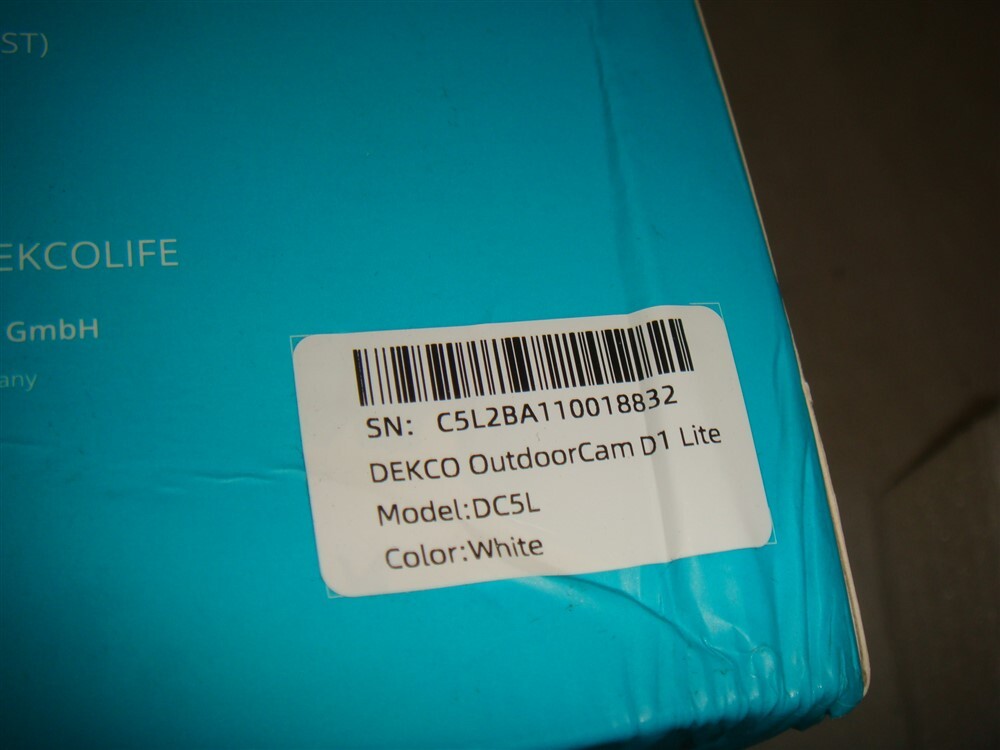 ST)
EKCOLIFE
GmbH
any
SN: C5L2BA110018832
DEKCO OutdoorCam D1 Lite
Model:DC5L
Color:White